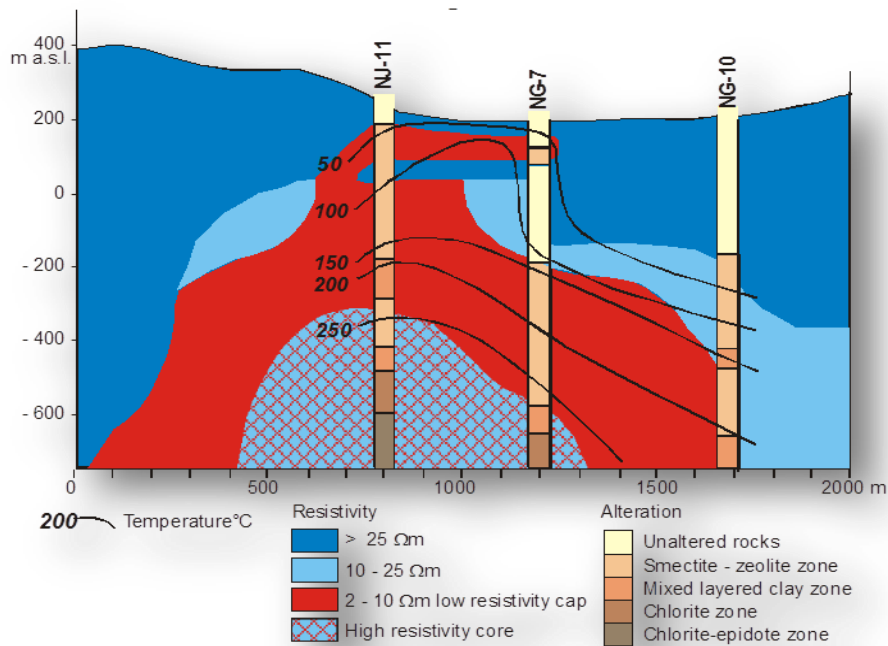 400
m a.s.l.
200
0
- 200
- 400
- 600
NJ-11
NG-7
NG-10
50
100
150
200
250
0
500
1000
1500
2000 m
200 Temperature°C
Resistivity
> 25 Ωm
10 - 25 Ωm
2 - 10 Ωm low resistivity cap
High resistivity core
Alteration
Unaltered rocks
Smectite - zeolite zone
Mixed layered clay zone
Chlorite zone
Chlorite-epidote zone